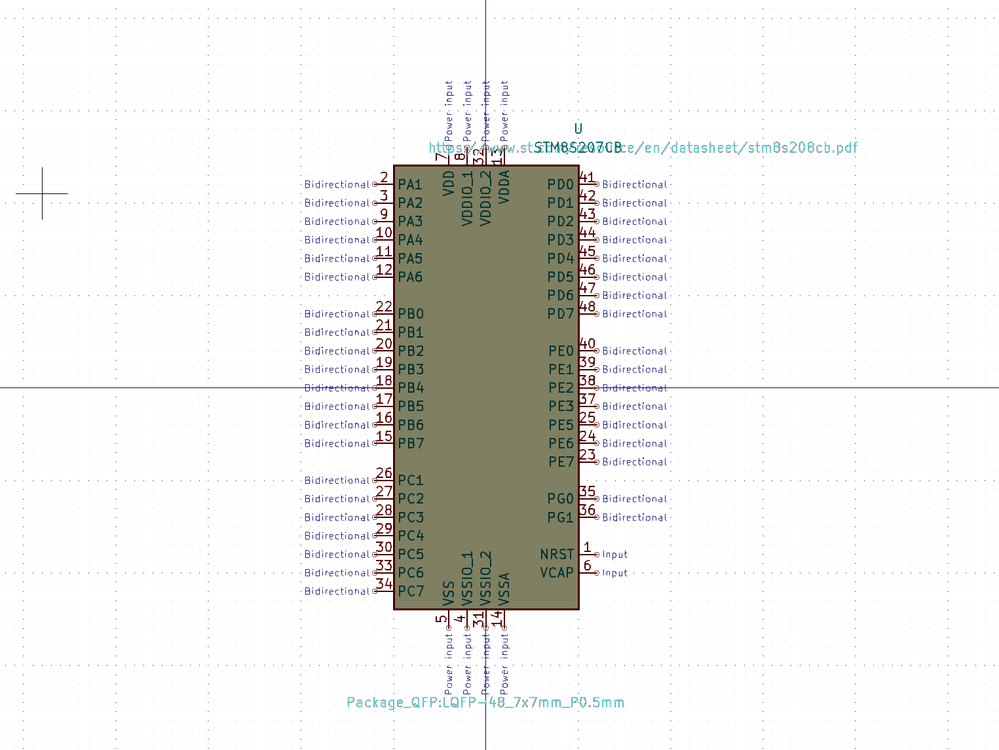 Power input Power input Power input Power input
U
https://www.st.com/resource/en/datasheet/stm8s208cb.pdf
STM8S207CB
7 8 32 13
VDD VDDIO_1 VDDIO_2 VDDA
Bidirectional 2 PA1 PD0 41 Bidirectional
Bidirectional 3 PA2 PD1 42 Bidirectional
Bidirectional 9 PA3 PD2 43 Bidirectional
Bidirectional 10 PA4 PD3 44 Bidirectional
Bidirectional 11 PA5 PD4 45 Bidirectional
Bidirectional 12 PA6 PD5 46 Bidirectional
PD6 47 Bidirectional
Bidirectional 22 PB0 PD7 48 Bidirectional
Bidirectional 21 PB1
Bidirectional 20 PB2 PE0 40 Bidirectional
Bidirectional 19 PB3 PE1 39 Bidirectional
Bidirectional 18 PB4 PE2 38 Bidirectional
Bidirectional 17 PB5 PE3 37 Bidirectional
Bidirectional 16 PB6 PE5 25 Bidirectional
Bidirectional 15 PB7 PE6 24 Bidirectional
PE7 23 Bidirectional
Bidirectional 26 PC1
Bidirectional 27 PC2 PG0 35 Bidirectional
Bidirectional 28 PC3 PG1 36 Bidirectional
Bidirectional 29 PC4
Bidirectional 30 PC5 NRST 1 Input
Bidirectional 33 PC6 VCAP 6 Input
Bidirectional 34 PC7
VSS VSSIO_1 VSSIO_2 VSSA
5 4 31 14
Power input Power input Power input Power input
Package_QFP:LQFP-48_7x7mm_P0.5mm